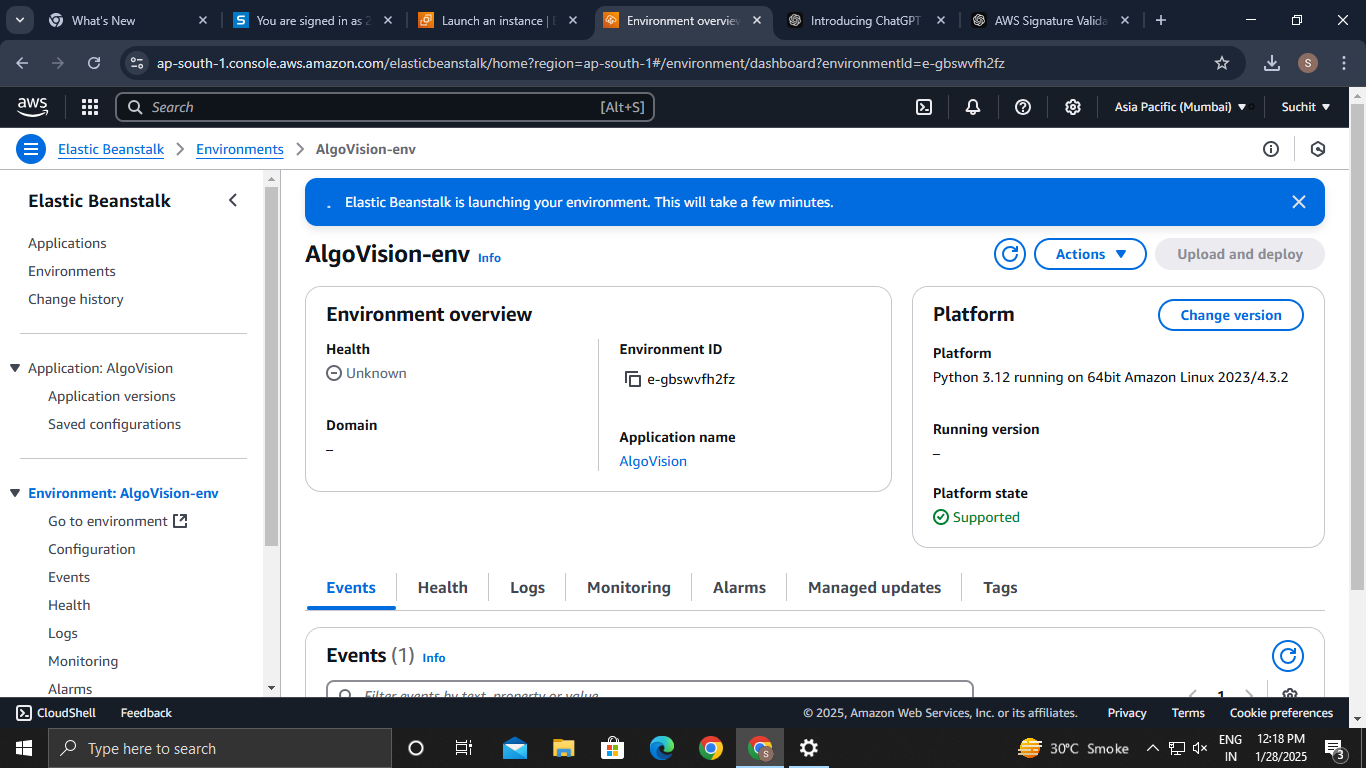 What's New
You are signed in as 2
Launch an instance | E
Environment overview
Introducing ChatGPT
AWS Signature Valida
ap-south-1.console.aws.amazon.com/elasticbeanstalk/home?region=ap-south-1#/environment/dashboard?environmentId=e-gbswvfh2fz
S
aws
Search
[Alt+S]
Asia Pacific (Mumbai)
Suchit
Elastic Beanstalk
Environments
AlgoVision-env
Elastic Beanstalk
Applications
Environments
Change history
Application: AlgoVision
Application versions
Saved configurations
Environment: AlgoVision-env
Go to environment
Configuration
Events
Health
Logs
Monitoring
Alarms
Elastic Beanstalk is launching your environment. This will take a few minutes.
AlgoVision-env Info
Actions
Upload and deploy
Environment overview
Health
Unknown
Domain
–
Environment ID
e-gbswvfh2fz
Application name
AlgoVision
Platform
Change version
Platform
Python 3.12 running on 64bit Amazon Linux 2023/4.3.2
Running version
–
Platform state
Supported
Events
Health
Logs
Monitoring
Alarms
Managed updates
Tags
Events (1) Info
Filter events by text, property or value
1
CloudShell
Feedback
© 2025, Amazon Web Services, Inc. or its affiliates.
Privacy
Terms
Cookie preferences
Type here to search
S
30°C Smoke
ENG
IN
12:18 PM
1/28/2025
3